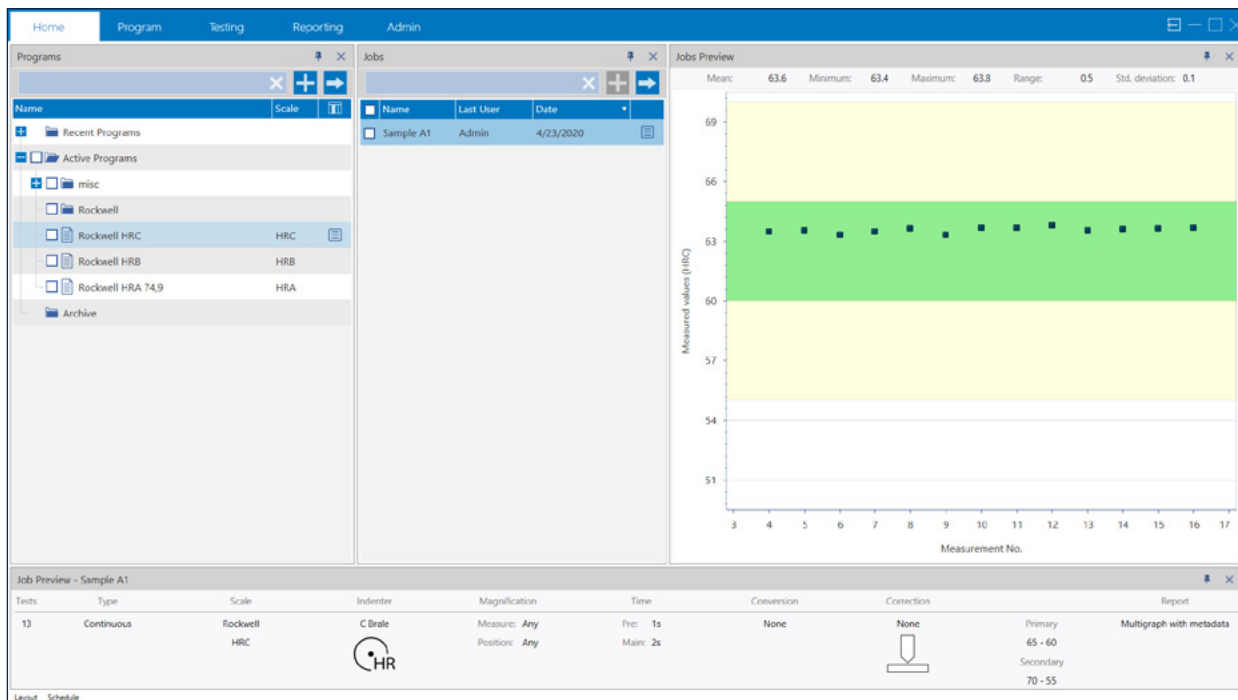 Home Program Testing Reporting Admin
Programs
Name Scale
Recent Programs
Active Programs
misc
Rockwell
Rockwell HRC HRC
Rockwell HRB HRB
Rockwell HRA 74,9 HRA
Archive
Jobs
Name Last User Date
Sample A1 Admin 4/23/2020
Jobs Preview
Mean: 63.6 Minimum: 63.4 Maximum: 63.8 Range: 0.5 Std. deviation: 0.1
Measured values (HRC)
69
66
63
60
57
54
51
3 4 5 6 7 8 9 10 11 12 13 14 15 16 17
Measurement No.
Job Preview - Sample A1
Tests Type Scale Indenter Magnification Time Conversion Correction Report
13 Continuous Rockwell C Brale Measure: Any Pre: 1s None None Primary Multigraph with metadata
HRC HR Position: Any Main: 2s 65 - 60
Secondary
70 - 55
Layout Schedule